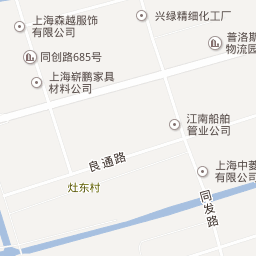 上海森越服饰
有限公司
兴绿精细化工厂
普洛斯
物流园
同创路685号
上海崭鹏家具
材料公司
江南船舶
管业公司
良通路
上海中菱
有限公司
灶东村
同发路